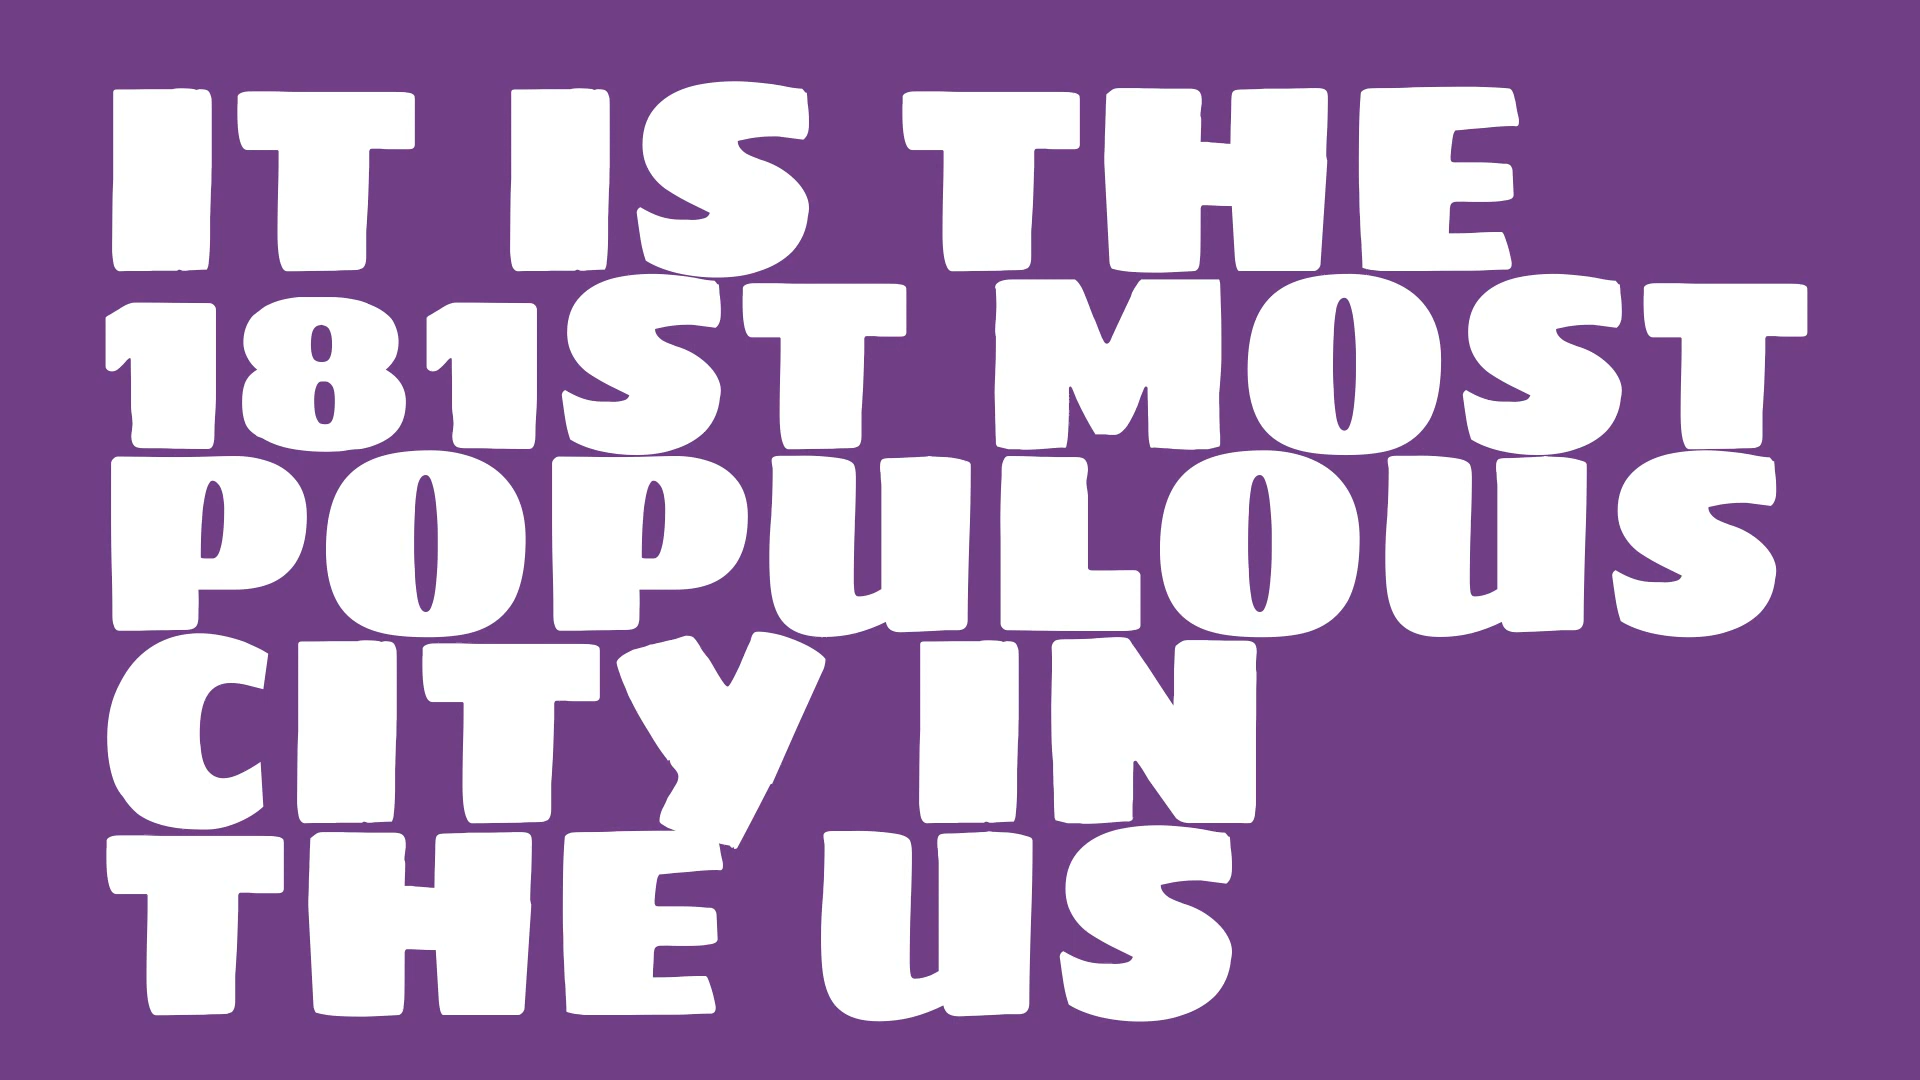 IT IS THE
181ST MOST
POPULOUS
CITY IN
THE US